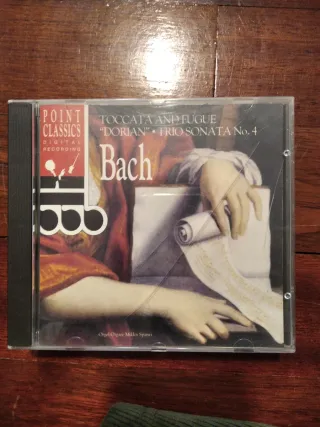 POINT
CLASSICS
DIGITAL
RECORDING
TOCCATA AND FUGUE
"DORIAN" • TRIO SONATA No. 4
Bach